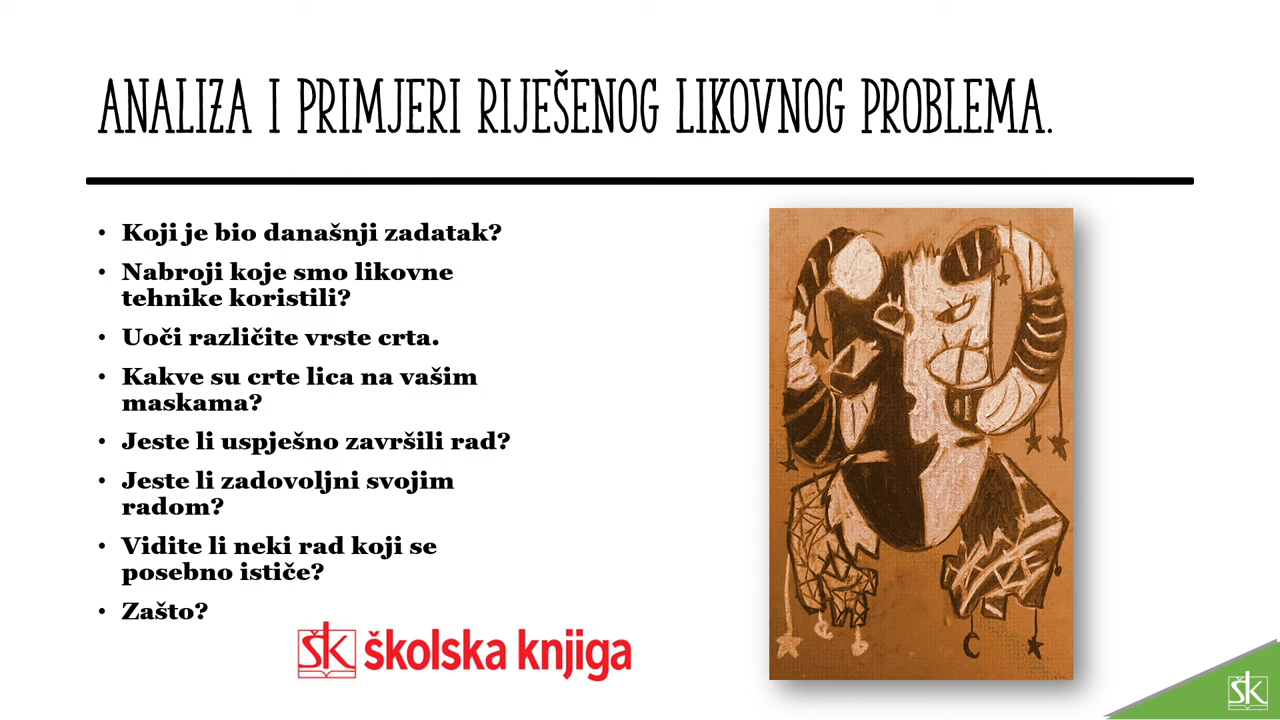 ANALIZA I PRIMJERI RIJEŠENOG LIKOVNOG PROBLEMA.
• Koji je bio današnji zadatak?
• Nabroji koje smo likovne
tehnike koristili?
• Uoči različite vrste crta.
• Kakve su crte lica na vašim
maskama?
• Jeste li uspješno završili rad?
• Jeste li zadovoljni svojim
radom?
• Vidite li neki rad koji se
posebno ističe?
• Zašto?
šk školska knjiga
šk